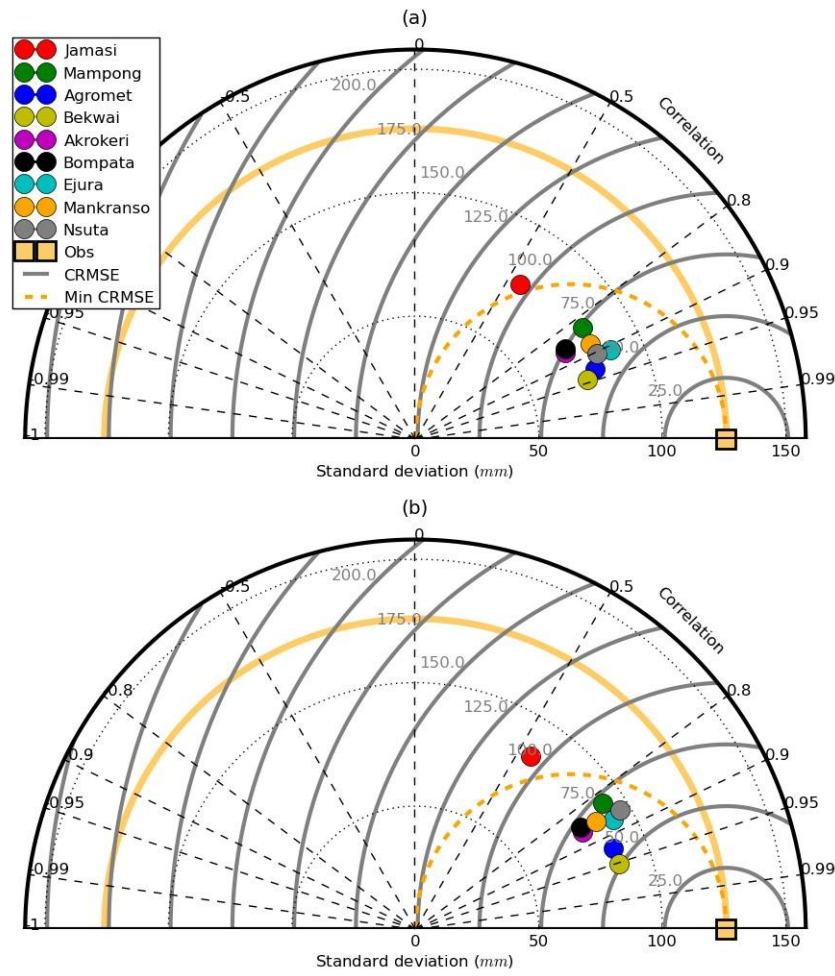 (a)
Jamasi
Mampong
Agromet
Bekwai
Akrokeri
Bompata
Ejura
Mankranso
Nsuta
Obs
CRMSE
Min CRMSE
0
-0.5
0.5
Correlation
0.8
0.9
0.95
0.99
-0.95
-0.99
-1
200.0
175.0
150.0
125.0
100.0
75.0
25.0
0 50 100 150
Standard deviation (mm)
(b)
0
-0.5
0.5
Correlation
-0.8
0.8
-0.9
0.9
-0.95
0.95
-0.99
0.99
-1
200.0
175.0
150.0
125.0
100.0
75.0
50.0
25.0
0 50 100 150
Standard deviation (mm)